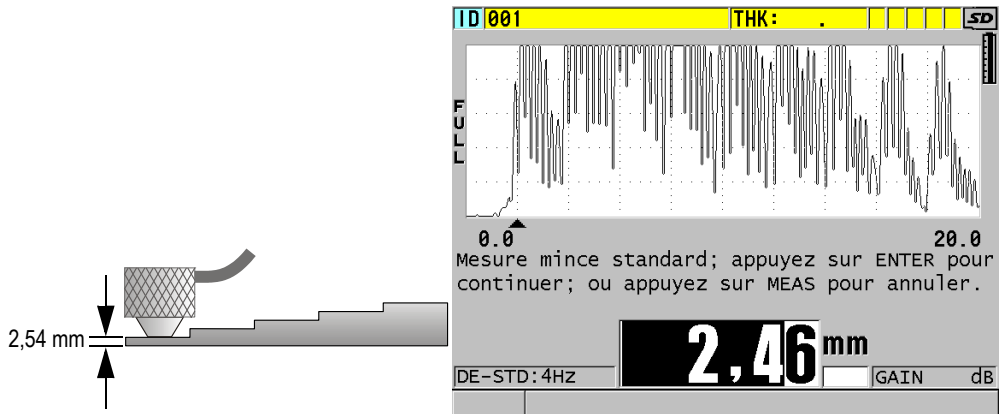 2,54 mm
ID 001 THK: . SD
FULL
0.0 20.0
Mesure mince standard; appuyez sur ENTER pour
continuer; ou appuyez sur MEAS pour annuler.
2,46 mm
DE-STD:4Hz GAIN dB